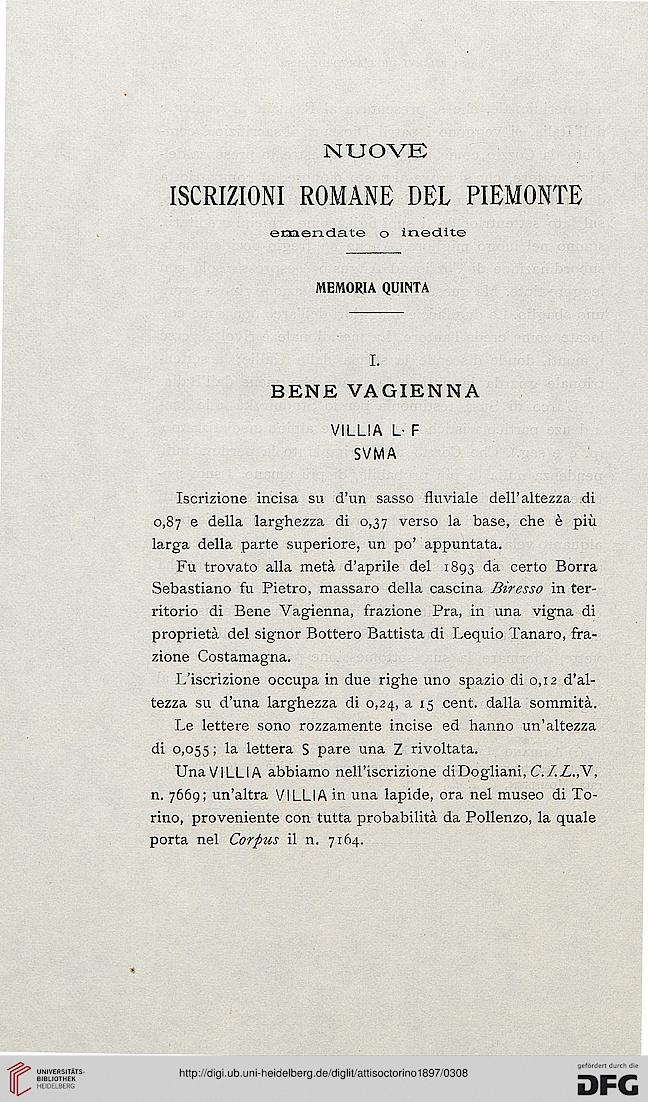 NUOVE
ISCRIZIONI ROMANE DEL PIEMONTE
emendate o inedite
MEMORIA QUINTA
I.
BENE VAGIENNA
VILLIA L· F
SVMA
Iscrizione incisa su d'un sasso fluviale dell'altezza di
0,87 e della larghezza di 0,37 verso la base, che è più
larga della parte superiore, un po' appuntata.
Fu trovato alla metà d'aprile del 1893 da certo Borra
Sebastiano fu Pietro, massaro della cascina Biresso in ter-
ritorio di Bene Vagienna, frazione Pra, in una vigna di
proprietà del signor Bottero Battista di Lequio Tanaro, fra-
zione Costamagna.
L'iscrizione occupa in due righe uno spazio di 0,12 d'al-
tezza su d'una larghezza di 0,24, a 15 cent. dalla sommità.
Le lettere sono rozzamente incise ed hanno un'altezza
di 0,055; la lettera S pare una Z rivoltata.
Una VILLIA abbiamo nell'iscrizione di Dogliani, C. I. L., V,
n. 7669; un'altra VILLIA in una lapide, ora nel museo di To-
rino, proveniente con tutta probabilità da Pollenzo, la quale
porta nel Corpus il n. 7164.
UNIVERSITÄTS-
BIBLIOTHEK
HEIDELBERG
http://digi.ub.uni-heidelberg.de/diglit/attisoctorino1897/0308
gefördert durch die
DFG